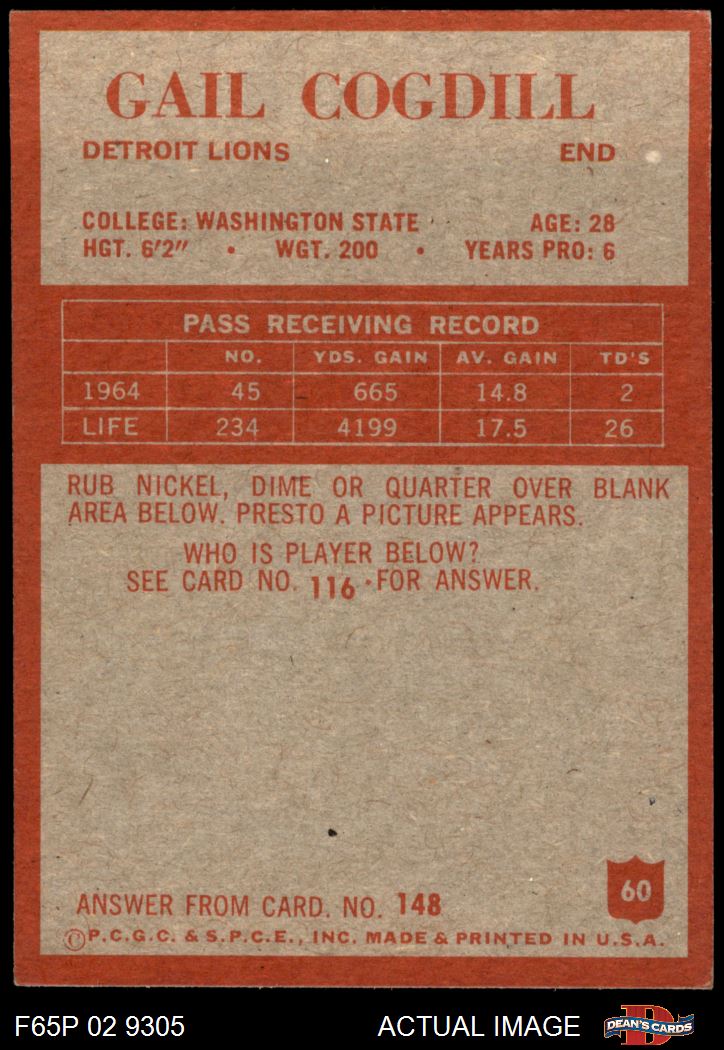 GAIL COGDILL
DETROIT LIONS END
COLLEGE: WASHINGTON STATE AGE: 28
HGT. 6'2" • WGT. 200 • YEARS PRO: 6
PASS RECEIVING RECORD
NO. YDS. GAIN AV. GAIN TD'S
1964 45 665 14.8 2
LIFE 234 4199 17.5 26
RUB NICKEL, DIME OR QUARTER OVER BLANK
AREA BELOW. PRESTO A PICTURE APPEARS.
WHO IS PLAYER BELOW?
SEE CARD NO. 116 FOR ANSWER.
60
ANSWER FROM CARD. NO. 148
©P.C.G.C. & S.P.C.E., INC. MADE & PRINTED IN U.S.A.
F65P 02 9305 ACTUAL IMAGE
D
DEAN'S CARDS